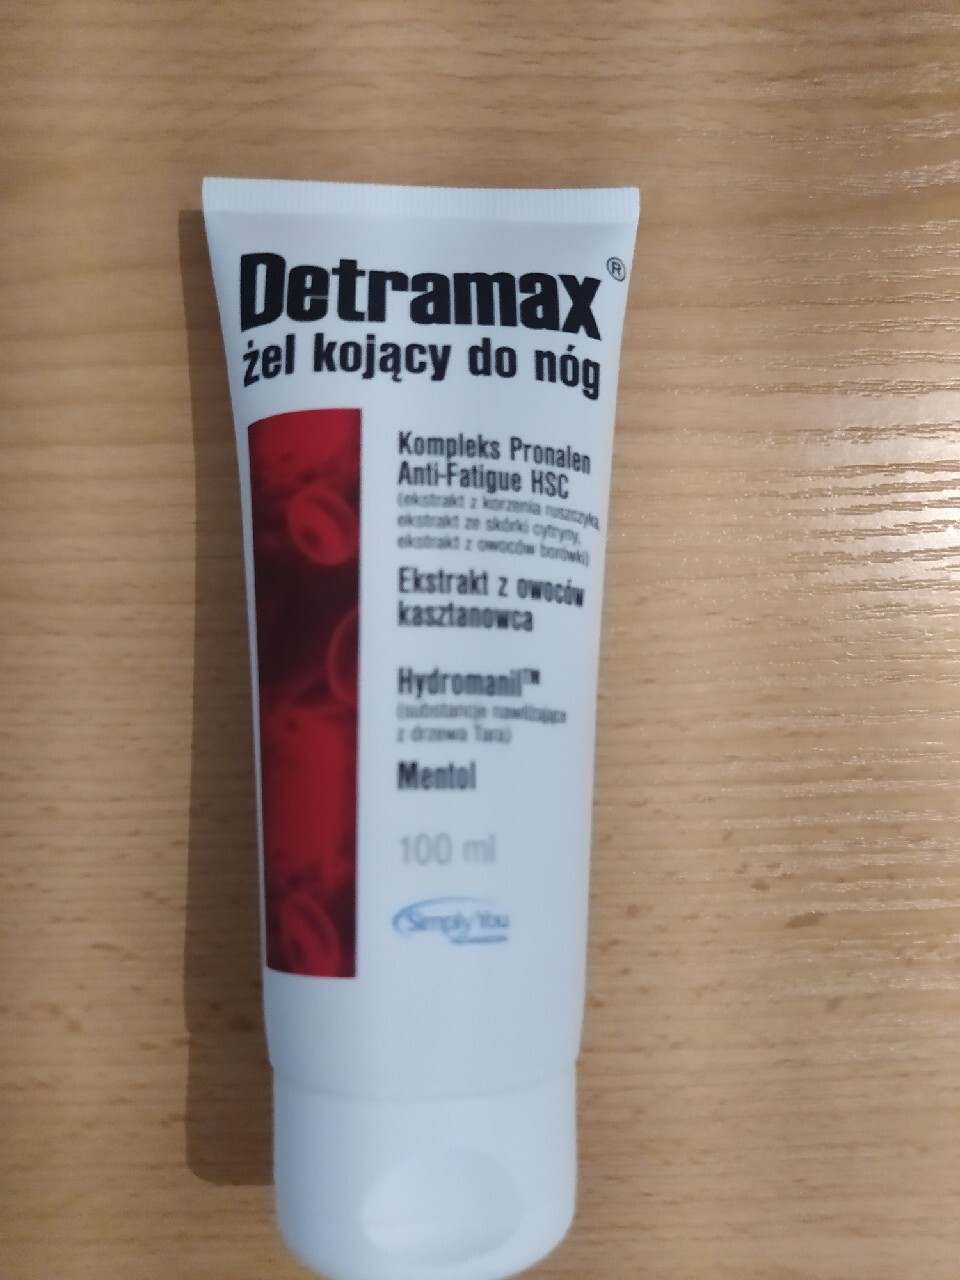 Detramax®
żel kojący do nóg
Kompleks Pronalen
Anti-Fatigue HSC
(ekstrakt z korzenia ruszczyka,
ekstrakt ze skórki cytryny,
ekstrakt z owoców borówki)
Ekstrakt z owoców
kasztanowca
Hydromanil™
(substancje nawilżające
z drzewa Tara)
Mentol
100 ml
Simply You